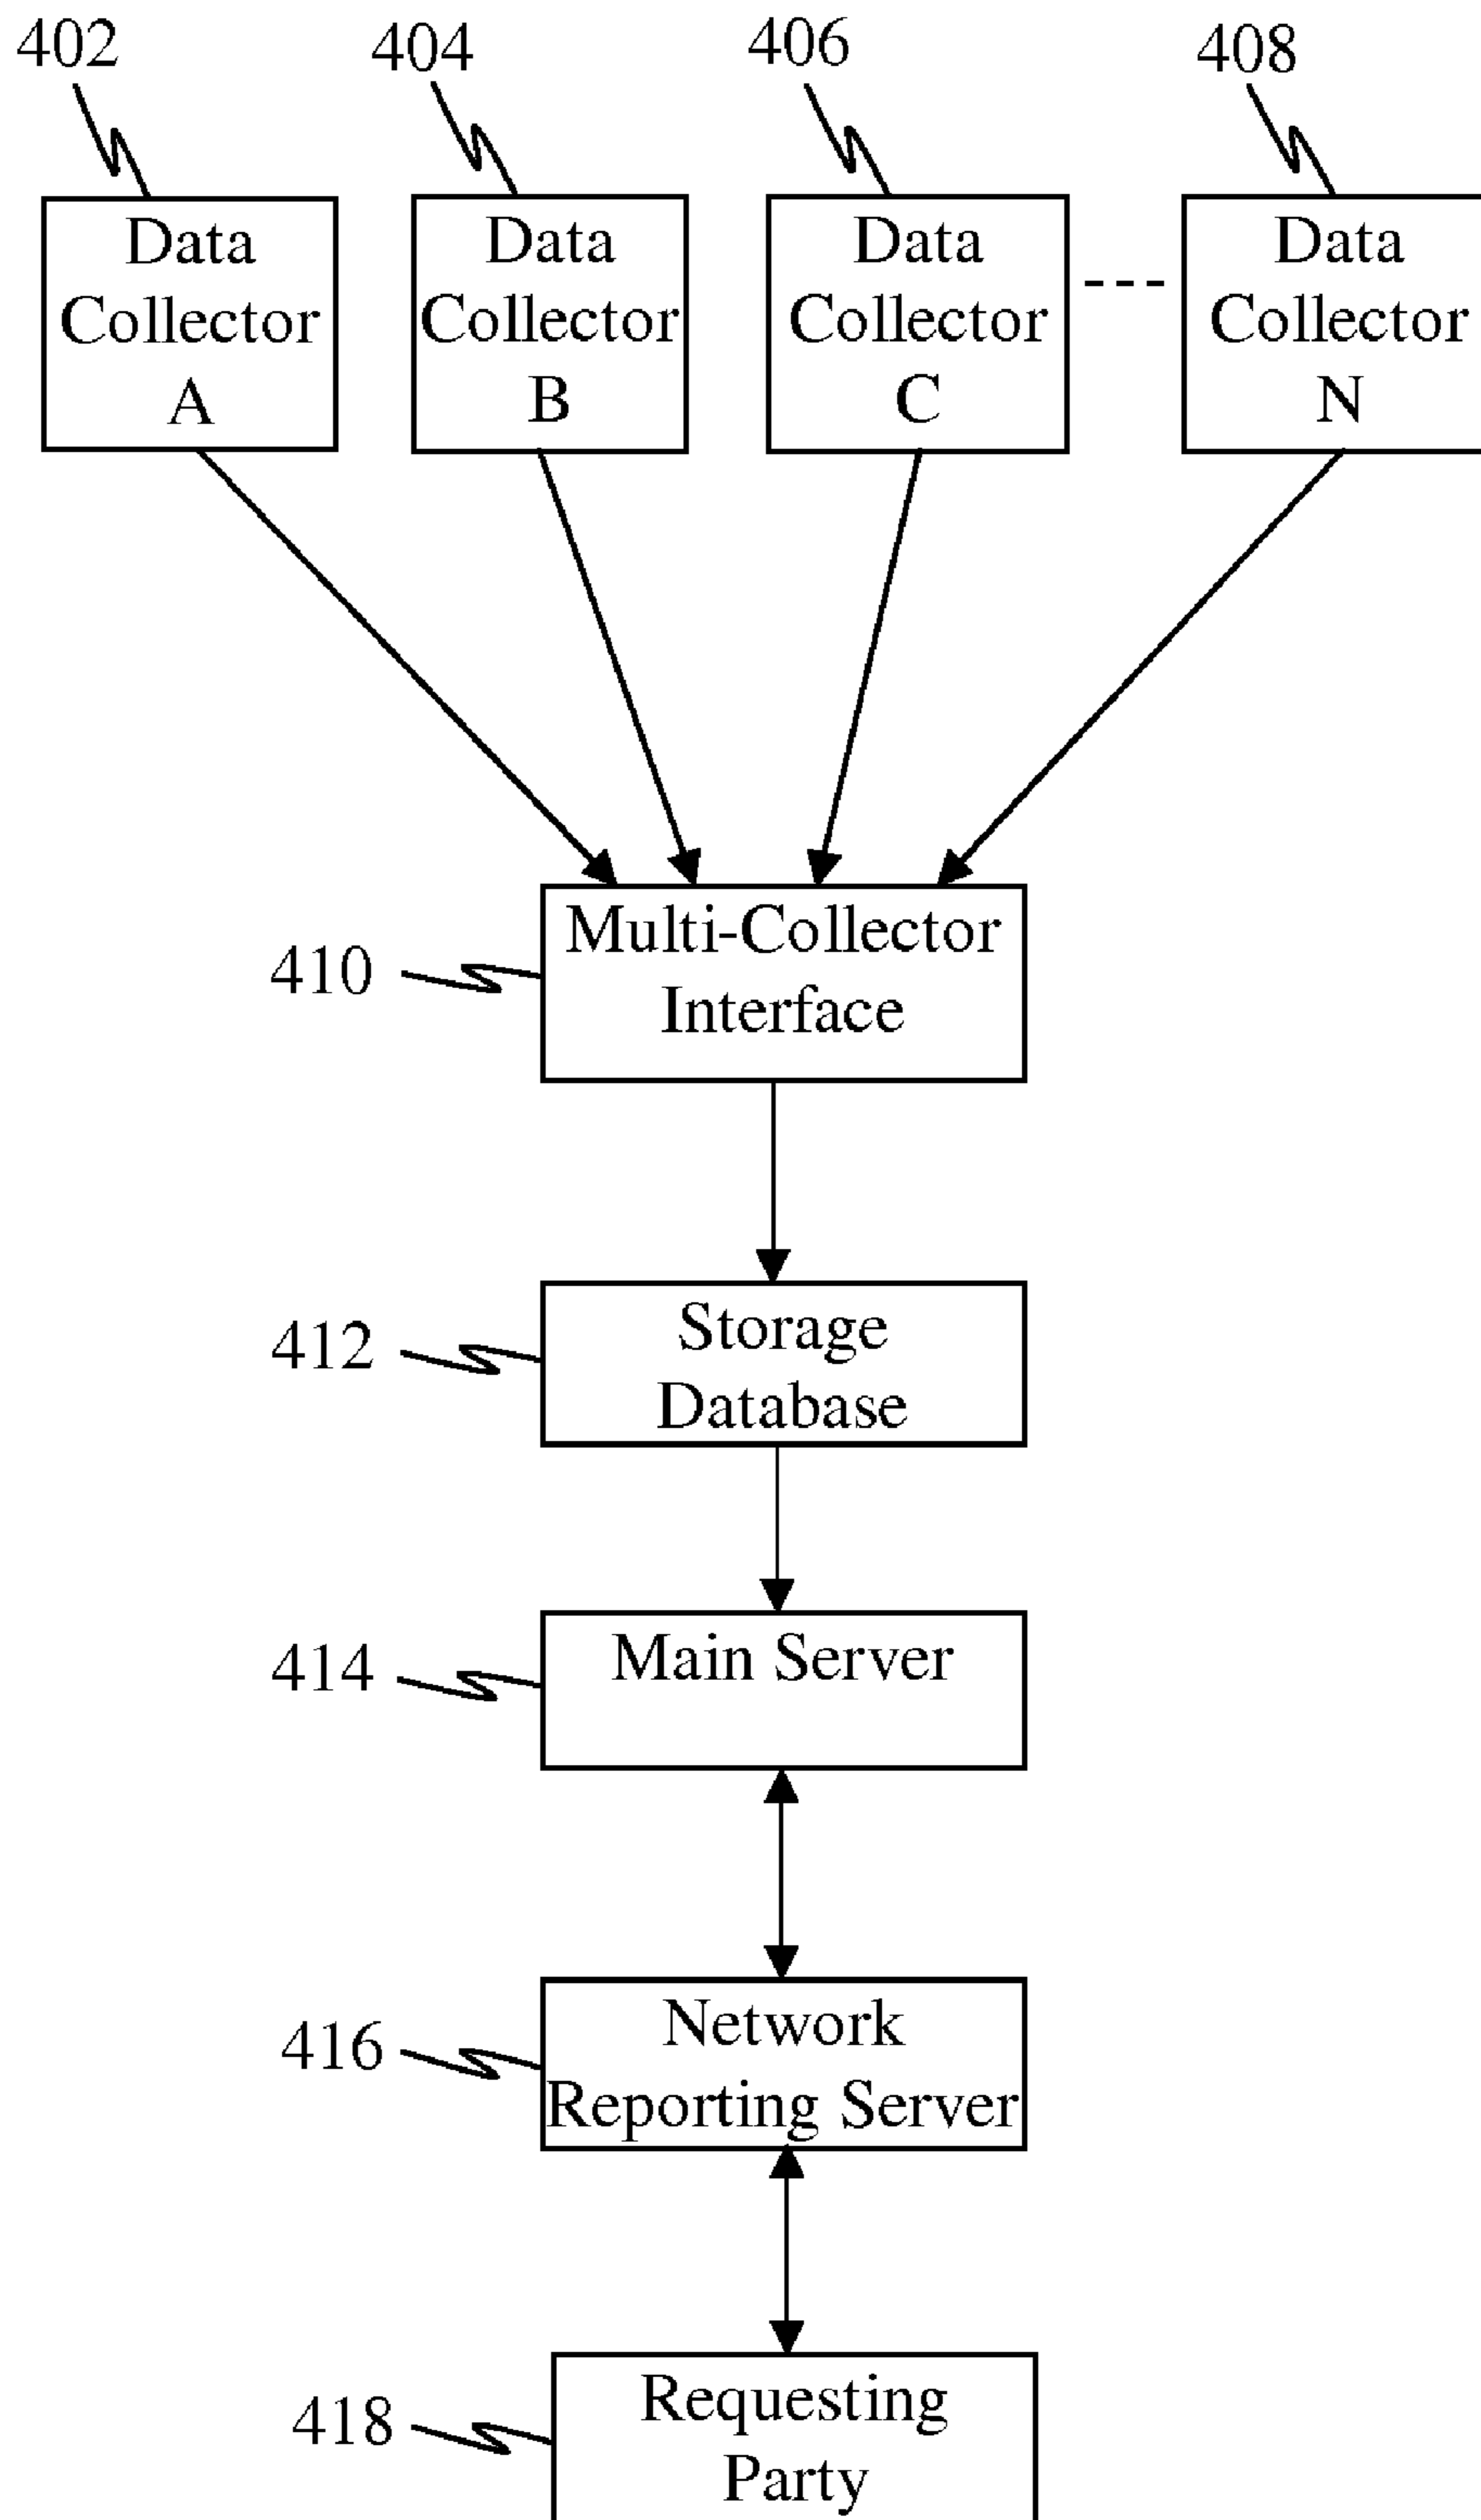 402
404
406
408
Data
Collector
A
Data
Collector
B
Data
Collector
C
Data
Collector
N
410
Multi-Collector
Interface
412
Storage
Database
414
Main Server
416
Network
Reporting Server
418
Requesting
Party